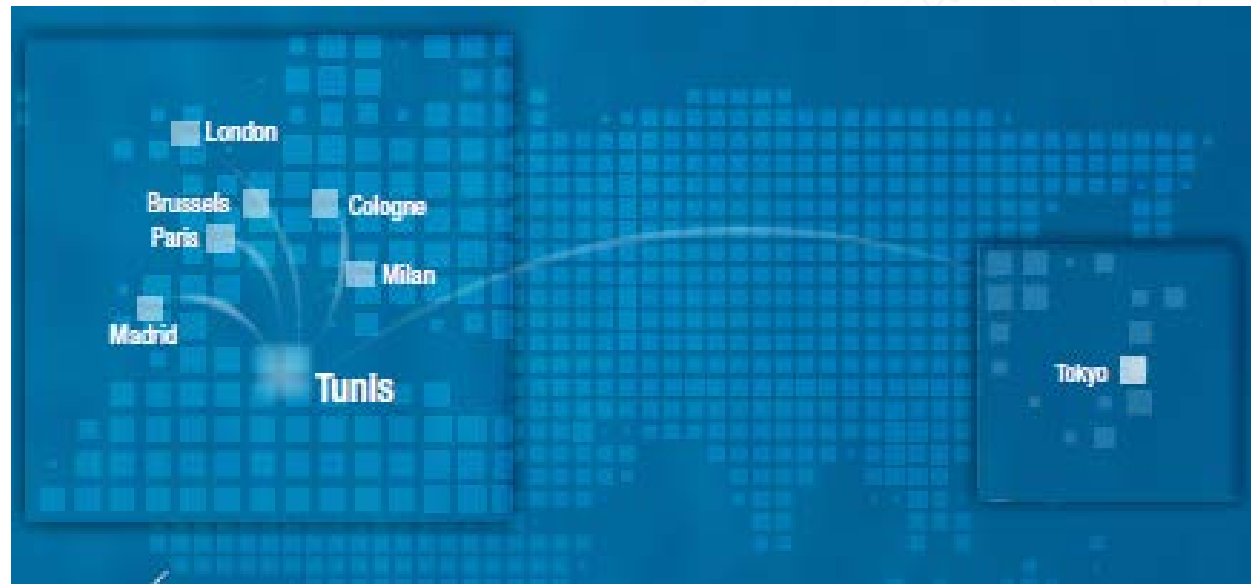 London
Brussels
Cologne
Paris
Milan
Madrid
Tunis
Tokyo